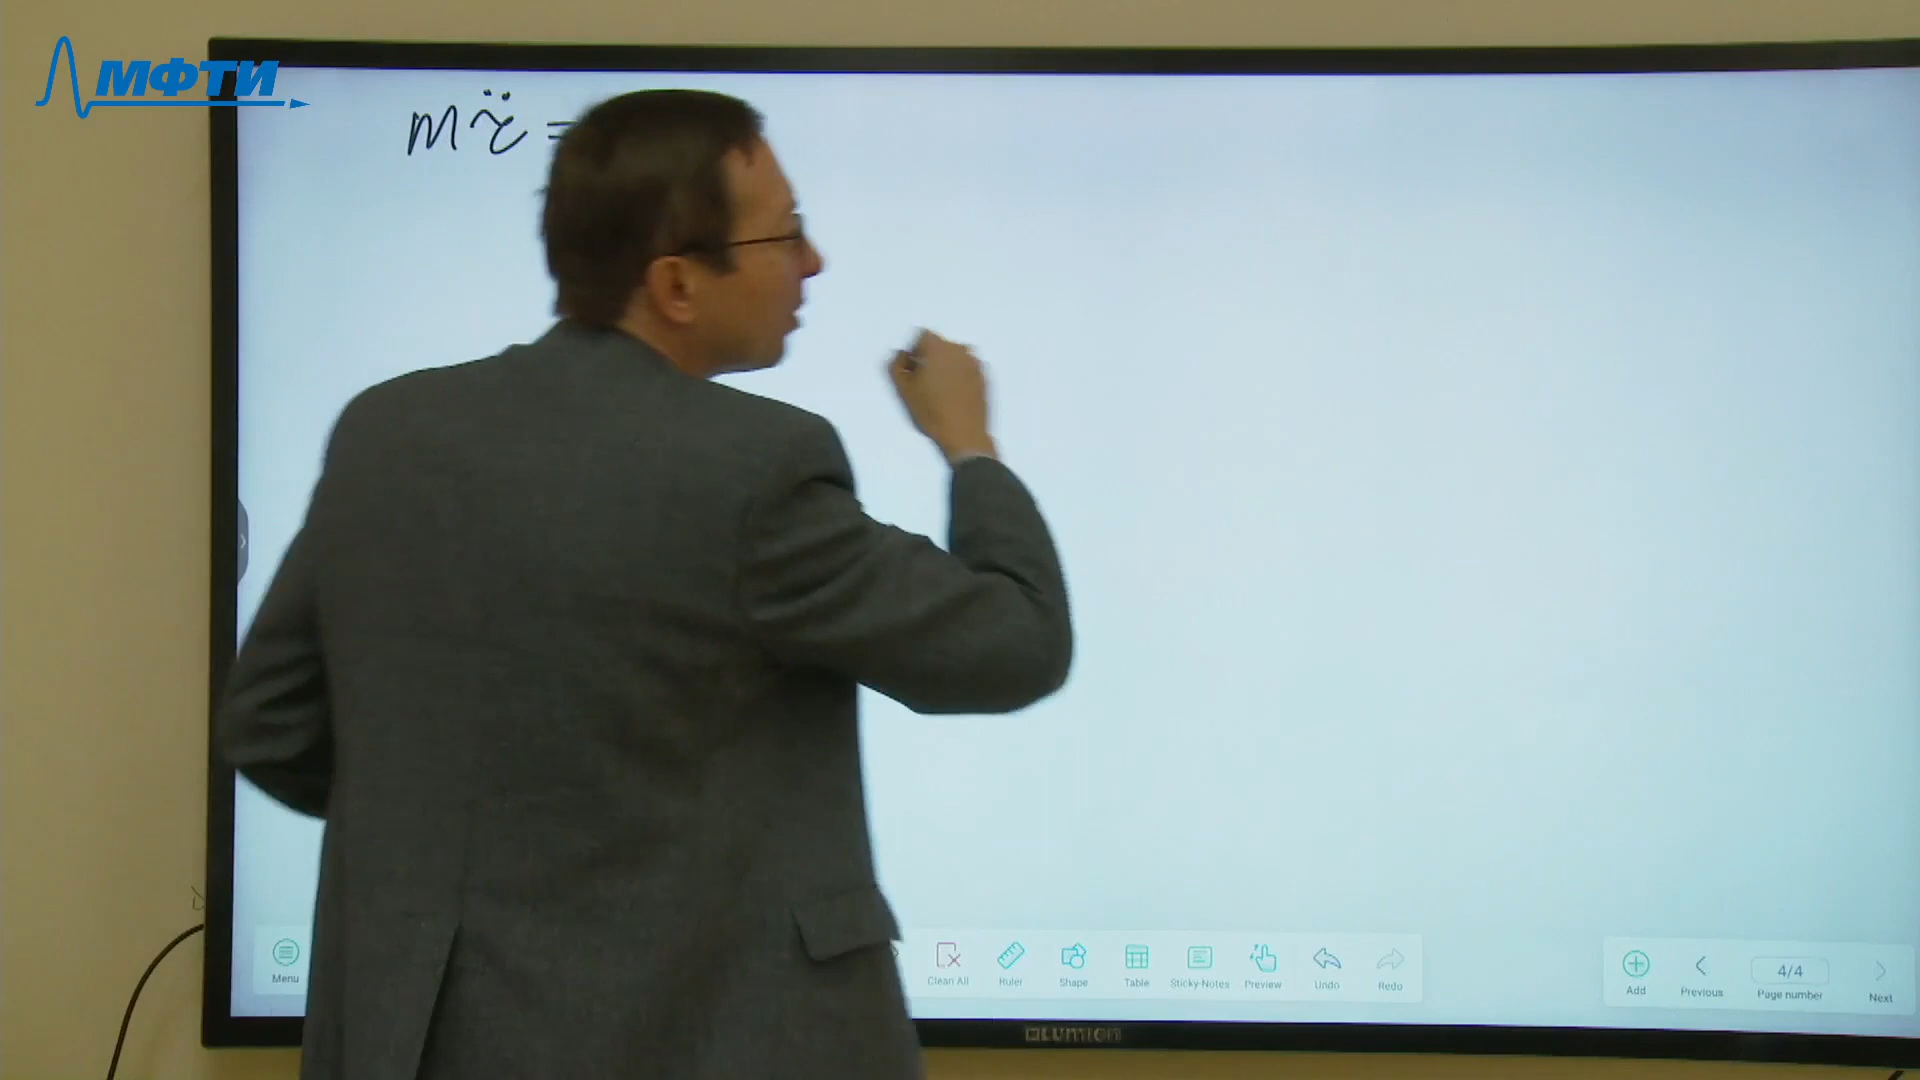 МФТИ
m r̈ =
Menu
Clean All
Ruler
Shape
Table
Sticky-Notes
Preview
Undo
Redo
Add
Previous
4/4
Page number
Next
LUMIEN